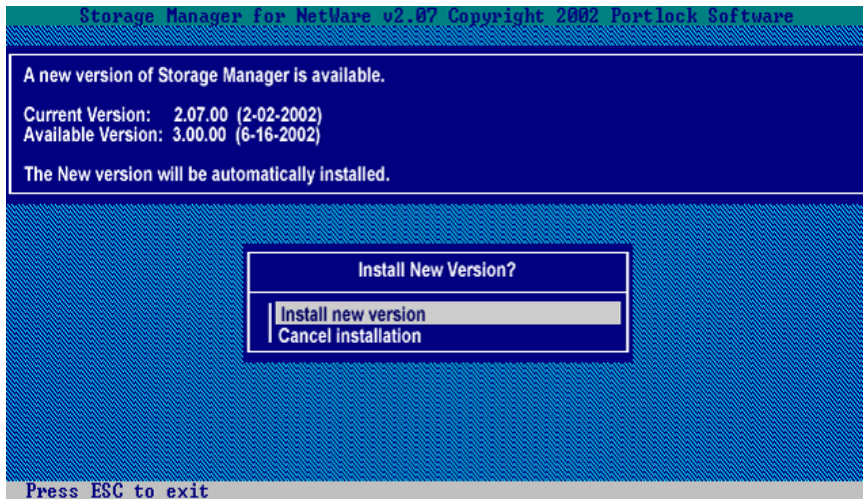 Storage Manager for NetWare v2.07 Copyright 2002 Portlock Software
A new version of Storage Manager is available.
Current Version: 2.07.00 (2-02-2002)
Available Version: 3.00.00 (6-16-2002)
The New version will be automatically installed.
Install New Version?
Install new version
Cancel installation
Press ESC to exit